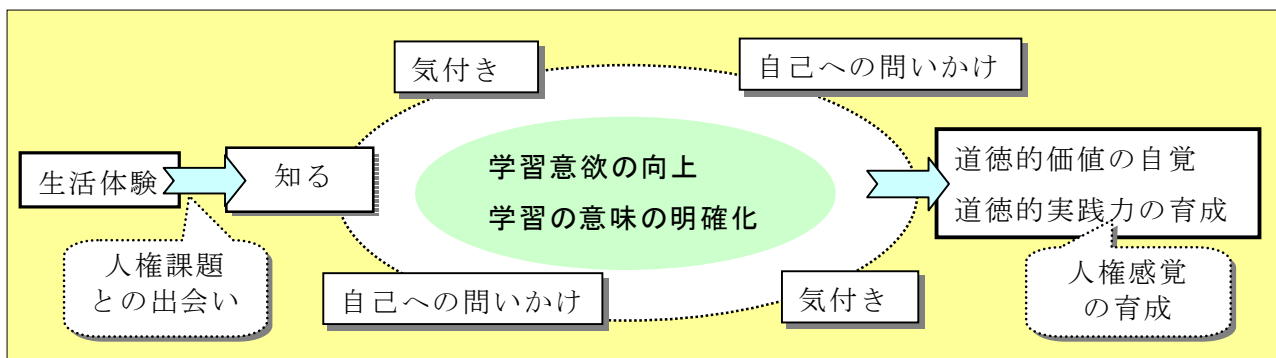 気付き
自己への問いかけ
生活体験
知る
学習意欲の向上
学習の意味の明確化
道徳的価値の自覚
道徳的実践力の育成
人権課題
との出会い
自己への問いかけ
気付き
人権感覚
の育成